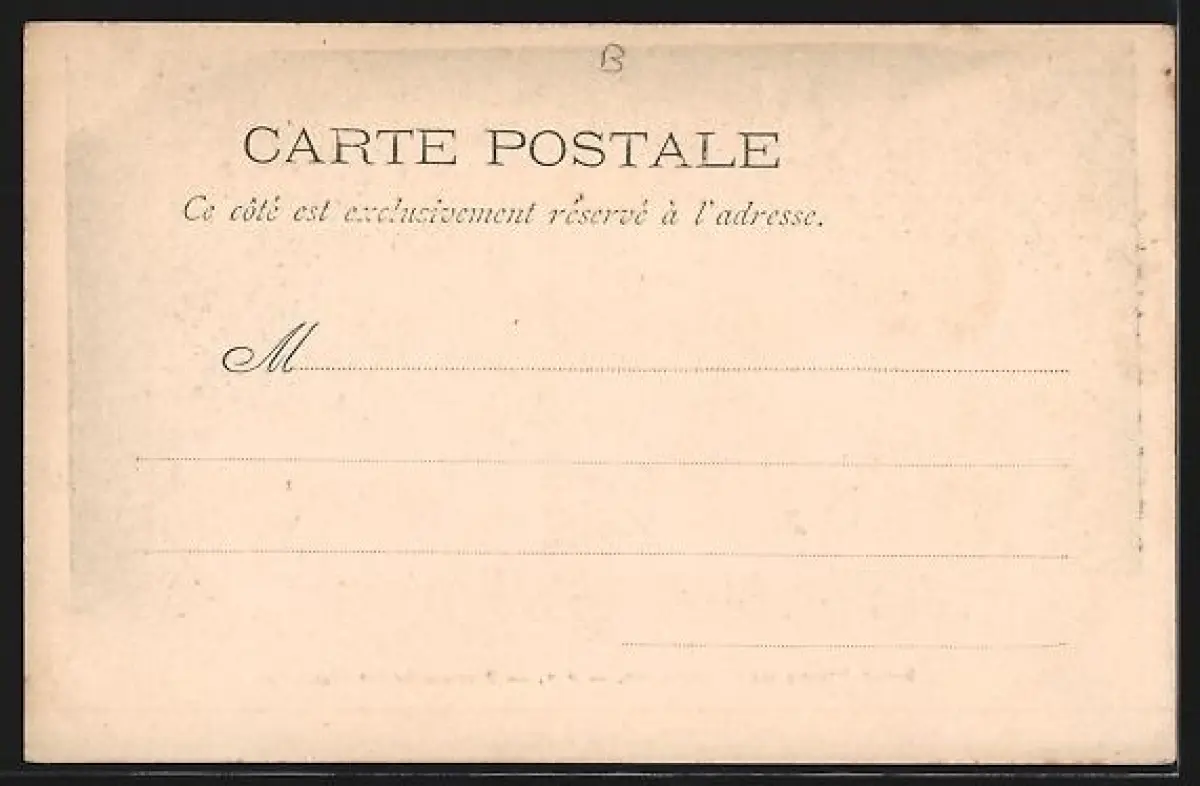 B
CARTE POSTALE
Ce côté est exclusivement réservé à l'adresse.
M